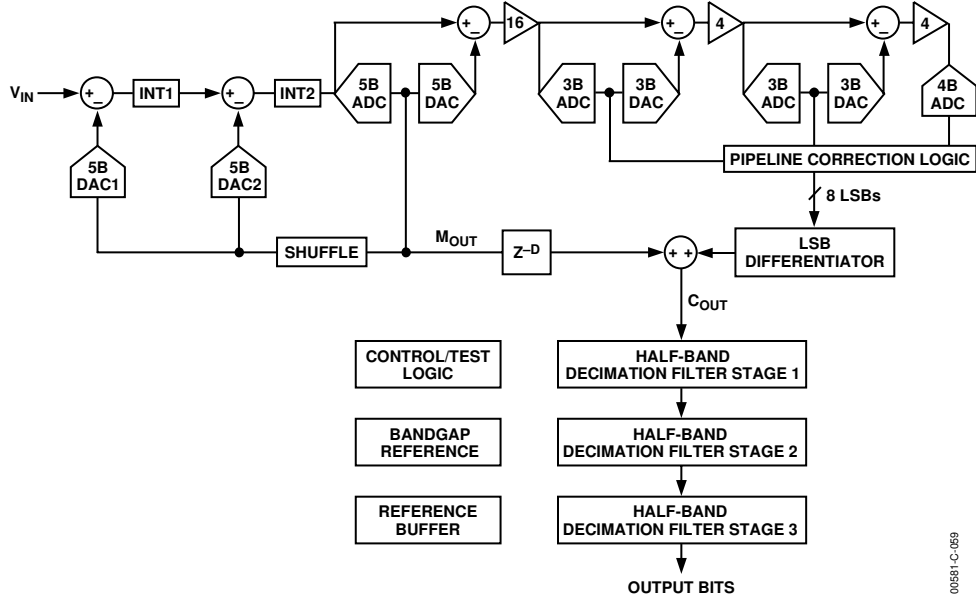 16
4
4
+
–
+
–
+
–
V_IN
+
–
INT1
+
–
INT2
5B
ADC
5B
DAC
3B
ADC
3B
DAC
3B
ADC
3B
DAC
4B
ADC
5B
DAC1
5B
DAC2
PIPELINE CORRECTION LOGIC
8 LSBs
SHUFFLE
M_OUT
Z^–D
+ +
LSB
DIFFERENTIATOR
C_OUT
CONTROL/TEST
LOGIC
HALF-BAND
DECIMATION FILTER STAGE 1
BANDGAP
REFERENCE
HALF-BAND
DECIMATION FILTER STAGE 2
REFERENCE
BUFFER
HALF-BAND
DECIMATION FILTER STAGE 3
OUTPUT BITS
00581-C-059